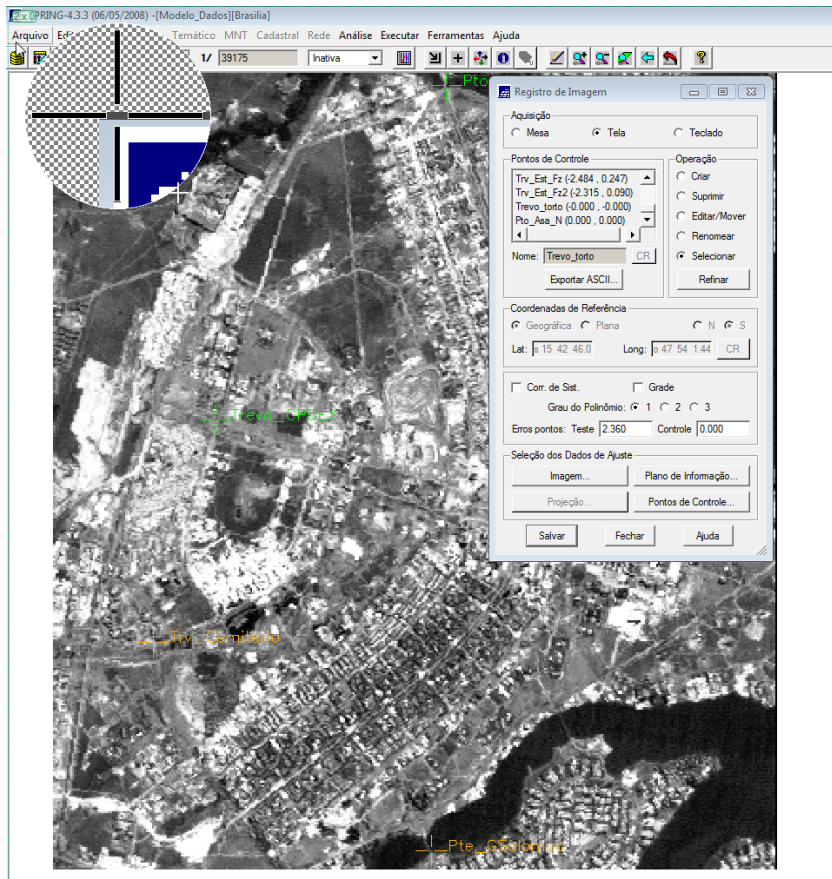 2 x 0 PRING-4.3.3 (06/05/2008) -[Modelo_Dados][Brasilia]
Arquivo Temático MNT Cadastral Rede Análise Executar Ferramentas Ajuda
1/ 39175 Inativa
Pto
Registro de Imagem
Aquisição
Mesa Tela Teclado
Pontos de Controle
Trv_Est_Fz (-2.484 , 0.247)
Trv_Est_Fz2 (-2.315 , 0.090)
Trevo_torto (-0.000 , -0.000)
Pto_Asa_N (0.000 , 0.000)
Nome: Trevo_torto CR
Exportar ASCII...
Operação
Criar
Suprimir
Editar/Mover
Renomear
Selecionar
Refinar
Coordenadas de Referência
Geográfica Plana N S
Lat: s 15 42 46.0 Long: o 47 54 1.44 CR
Corr. de Sist. Grade
Grau do Polinômio: 1 2 3
Erros pontos: Teste 2.360 Controle 0.000
Seleção dos Dados de Ajuste
Imagem... Plano de Informação...
Projeção... Pontos de Controle...
Salvar Fechar Ajuda
Trv_Cemiterio